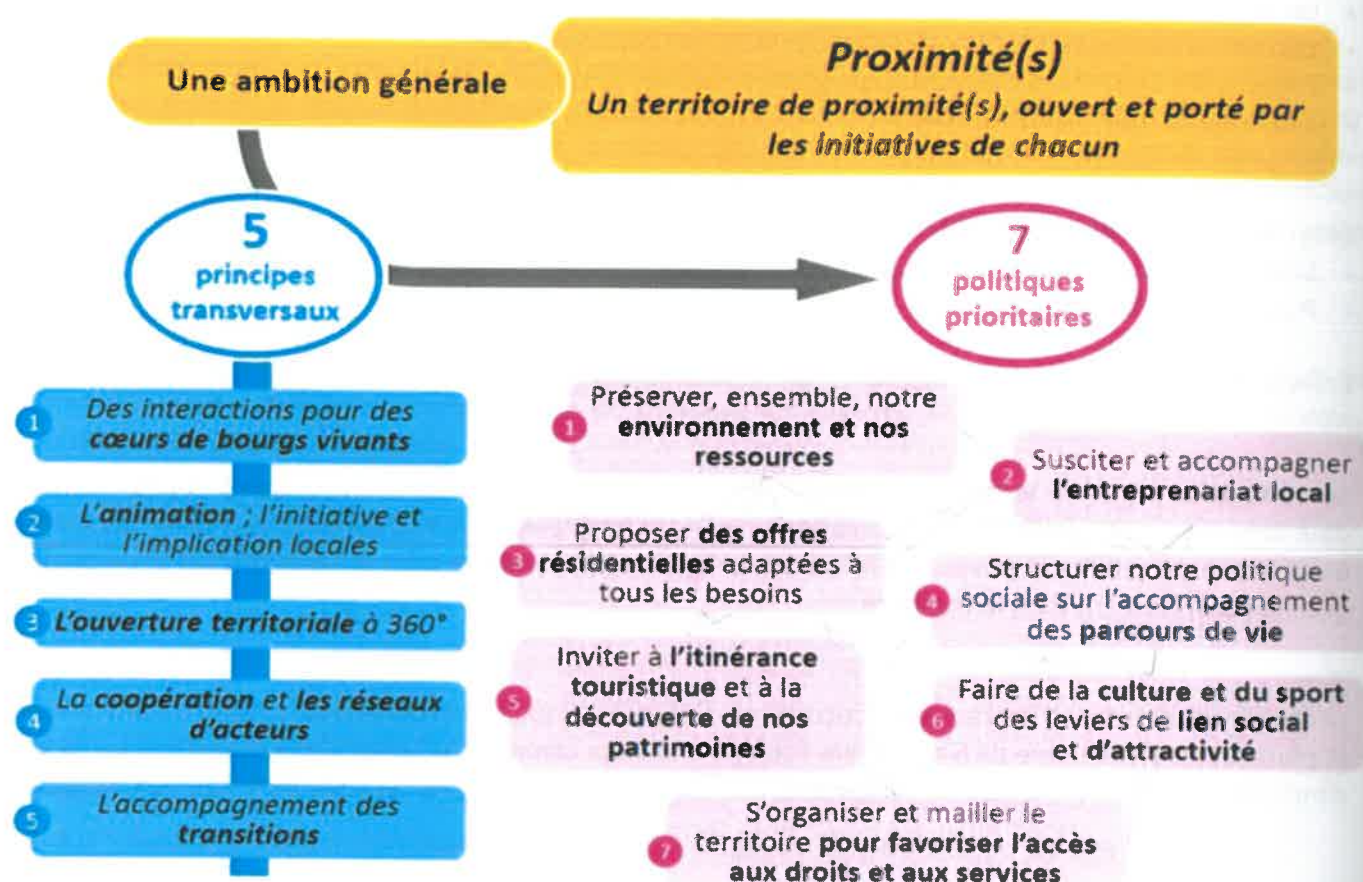 Une ambition générale
Proximité(s)
Un territoire de proximité(s), ouvert et porté par
les initiatives de chacun
5
principes
transversaux
7
politiques
prioritaires
1
Des interactions pour des
cœurs de bourgs vivants
2
L'animation ; l'initiative et
l'implication locales
3
L'ouverture territoriale à 360°
4
La coopération et les réseaux
d'acteurs
5
L'accompagnement des
transitions
1
Préserver, ensemble, notre
environnement et nos
ressources
2
Susciter et accompagner
l'entreprenariat local
3
Proposer des offres
résidentielles adaptées à
tous les besoins
4
Structurer notre politique
sociale sur l'accompagnement
des parcours de vie
5
Inviter à l'itinérance
touristique et à la
découverte de nos
patrimoines
6
Faire de la culture et du sport
des leviers de lien social
et d'attractivité
7
S'organiser et mailler le
territoire pour favoriser l'accès
aux droits et aux services